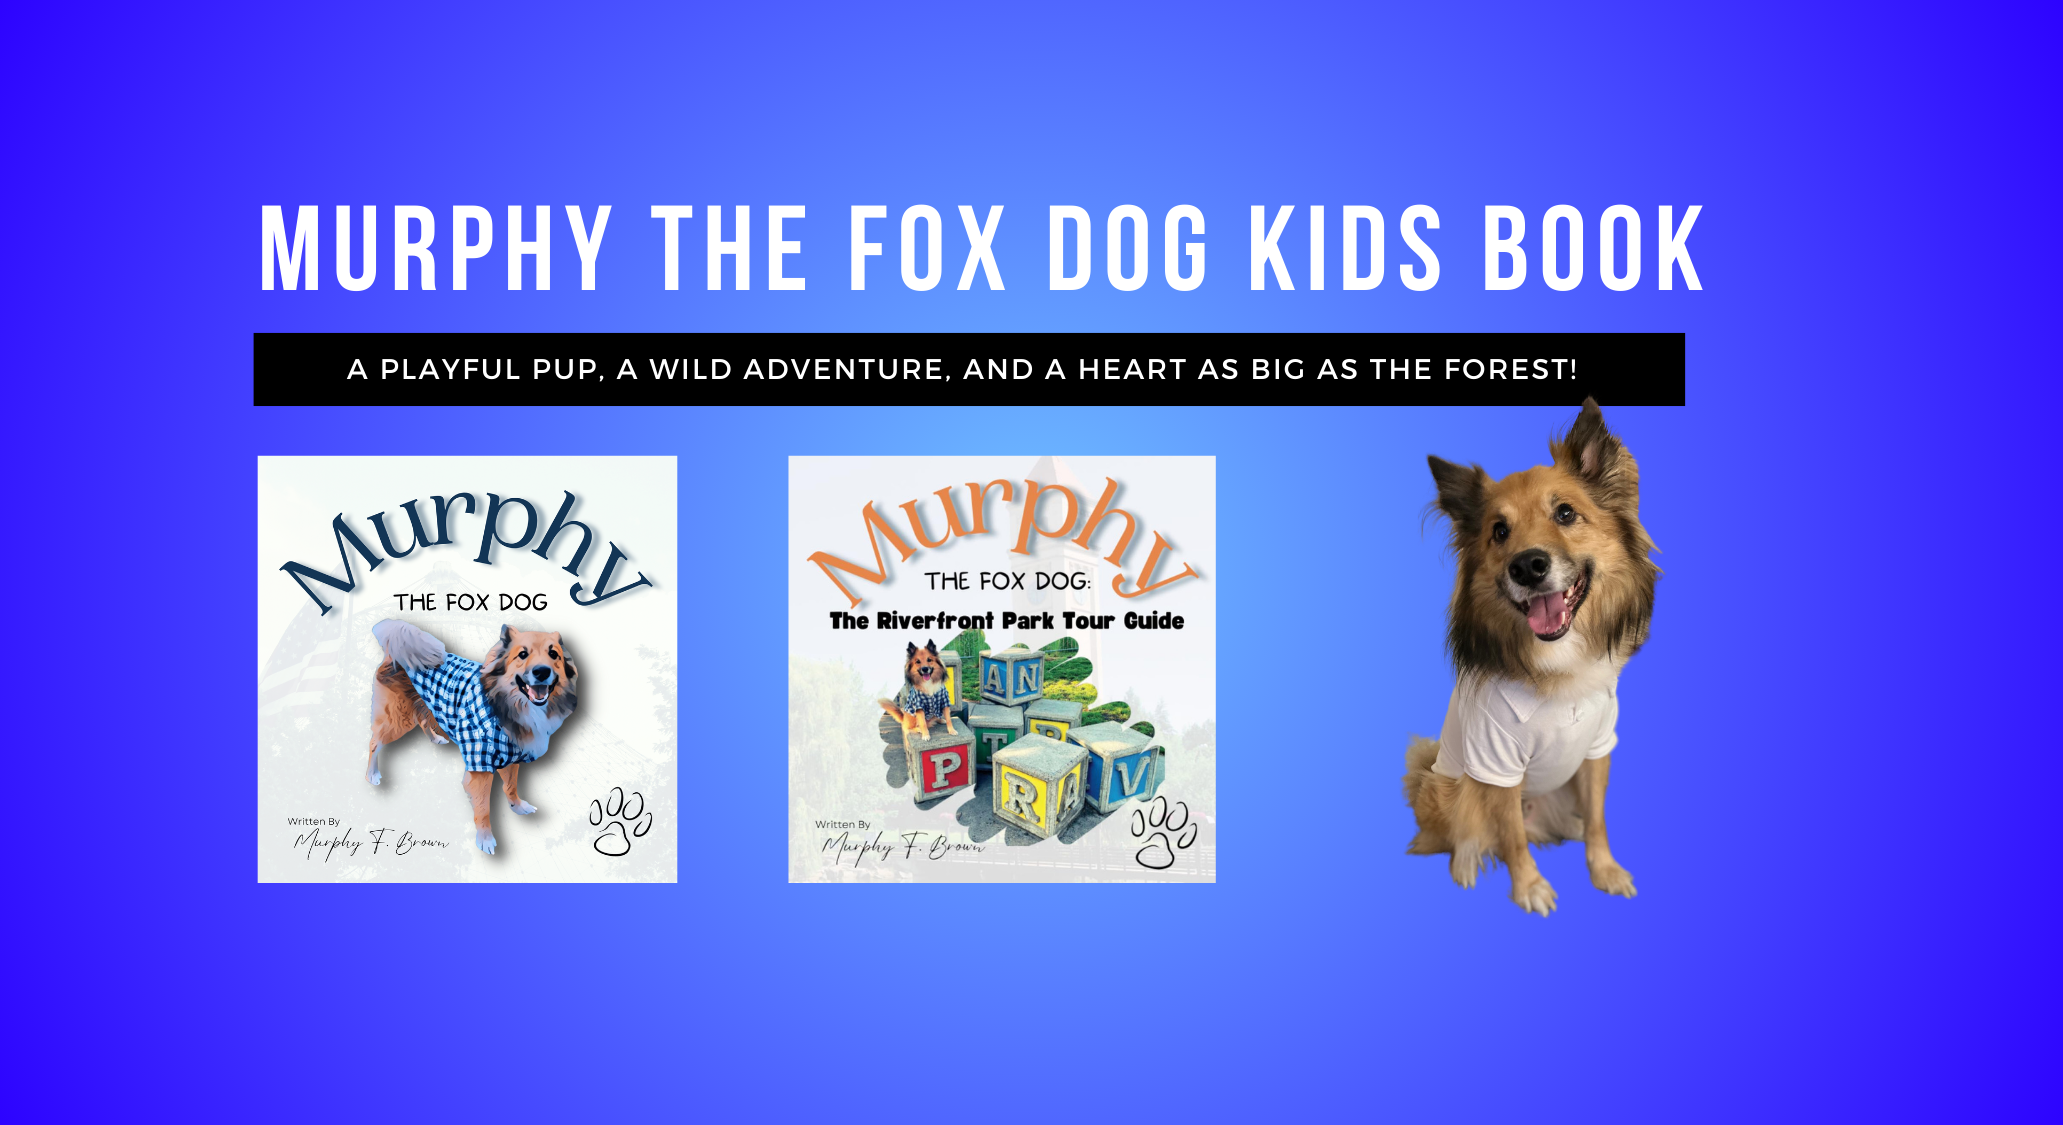 MURPHY THE FOX DOG KIDS BOOK
A PLAYFUL PUP, A WILD ADVENTURE, AND A HEART AS BIG AS THE FOREST!
Murphy
THE FOX DOG
Written By
Murphy F. Brown
Murphy
THE FOX DOG:
The Riverfront Park Tour Guide
A N
P T R
R A V
Written By
Murphy F. Brown